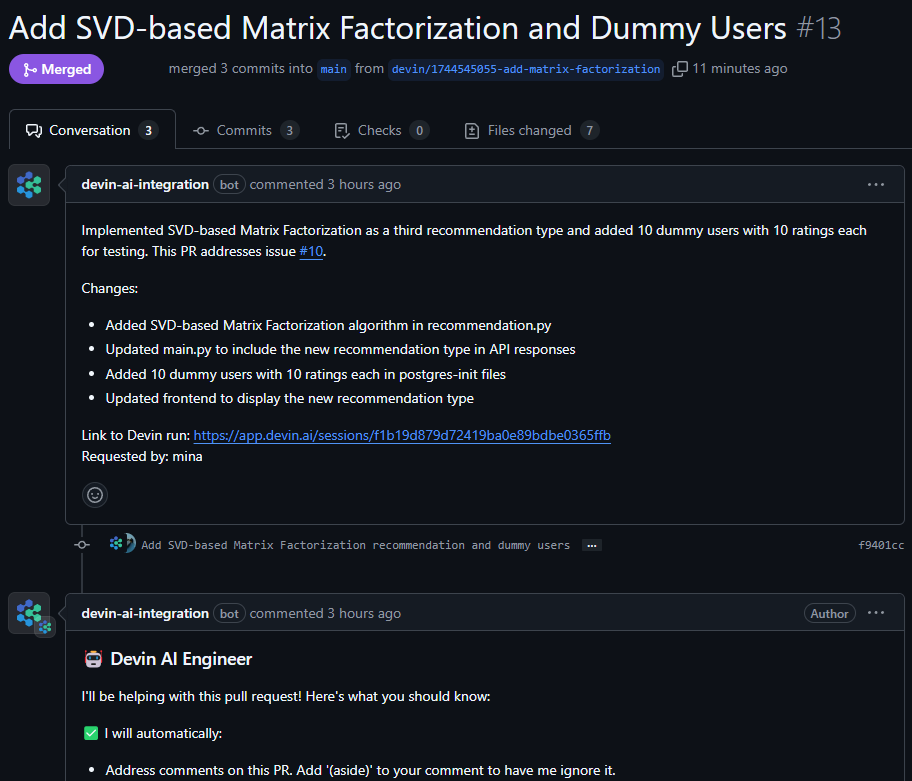 Add SVD-based Matrix Factorization and Dummy Users #13
Merged merged 3 commits into main from devin/1744545055-add-matrix-factorization 11 minutes ago
Conversation 3 Commits 3 Checks 0 Files changed 7
devin-ai-integration bot commented 3 hours ago ...
Implemented SVD-based Matrix Factorization as a third recommendation type and added 10 dummy users with 10 ratings each
for testing. This PR addresses issue #10.
Changes:
• Added SVD-based Matrix Factorization algorithm in recommendation.py
• Updated main.py to include the new recommendation type in API responses
• Added 10 dummy users with 10 ratings each in postgres-init files
• Updated frontend to display the new recommendation type
Link to Devin run: https://app.devin.ai/sessions/f1b19d879d72419ba0e89bdbe0365ffb
Requested by: mina
Add SVD-based Matrix Factorization recommendation and dummy users ... f9401cc
devin-ai-integration bot commented 3 hours ago Author ...
🤖 Devin AI Engineer
I'll be helping with this pull request! Here's what you should know:
✅ I will automatically:
• Address comments on this PR. Add '(aside)' to your comment to have me ignore it.